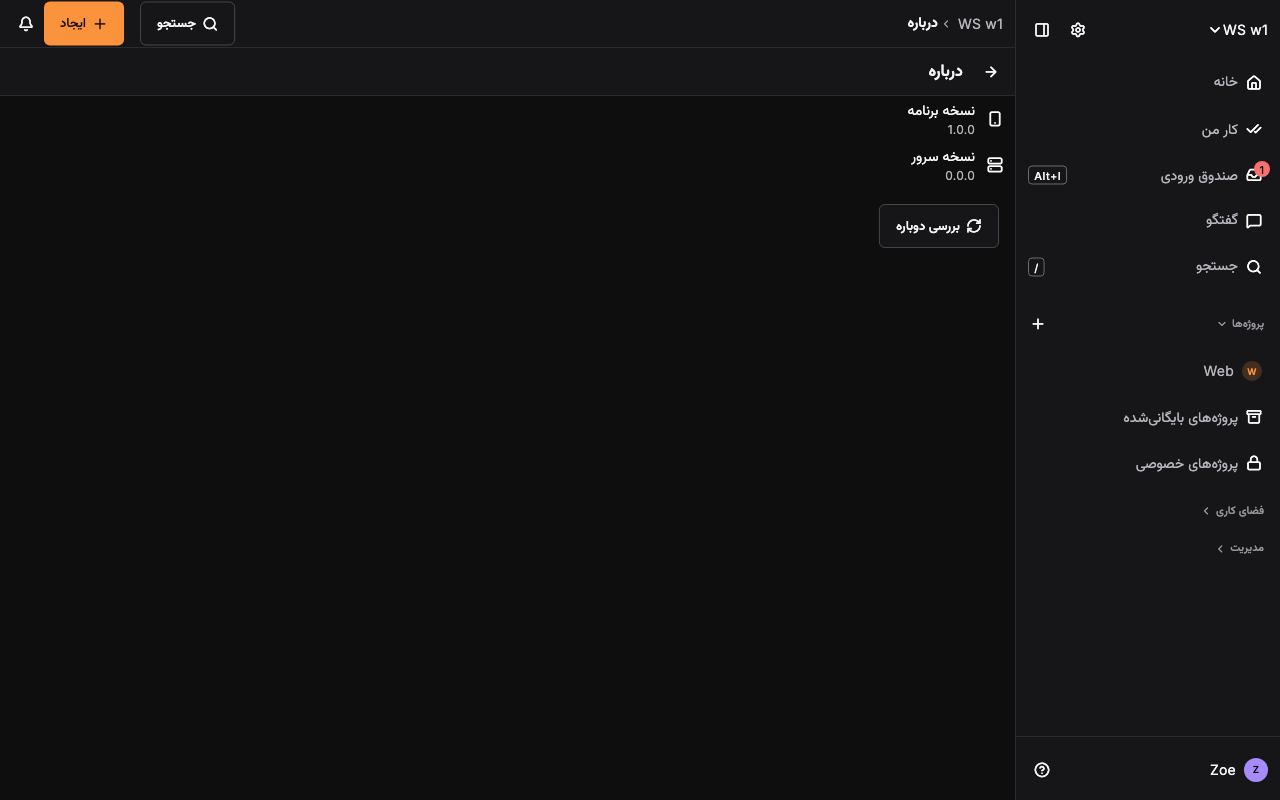 WS w1
خانه
کار من
1
صندوق ورودی
Alt+I
گفتگو
جستجو
/
پروژه‌ها
W
Web
پروژه‌های بایگانی‌شده
پروژه‌های خصوصی
فضای کاری
مدیریت
Z
Zoe
WS w1 › درباره
جستجو
ایجاد
درباره
نسخه برنامه
1.0.0
نسخه سرور
0.0.0
بررسی دوباره